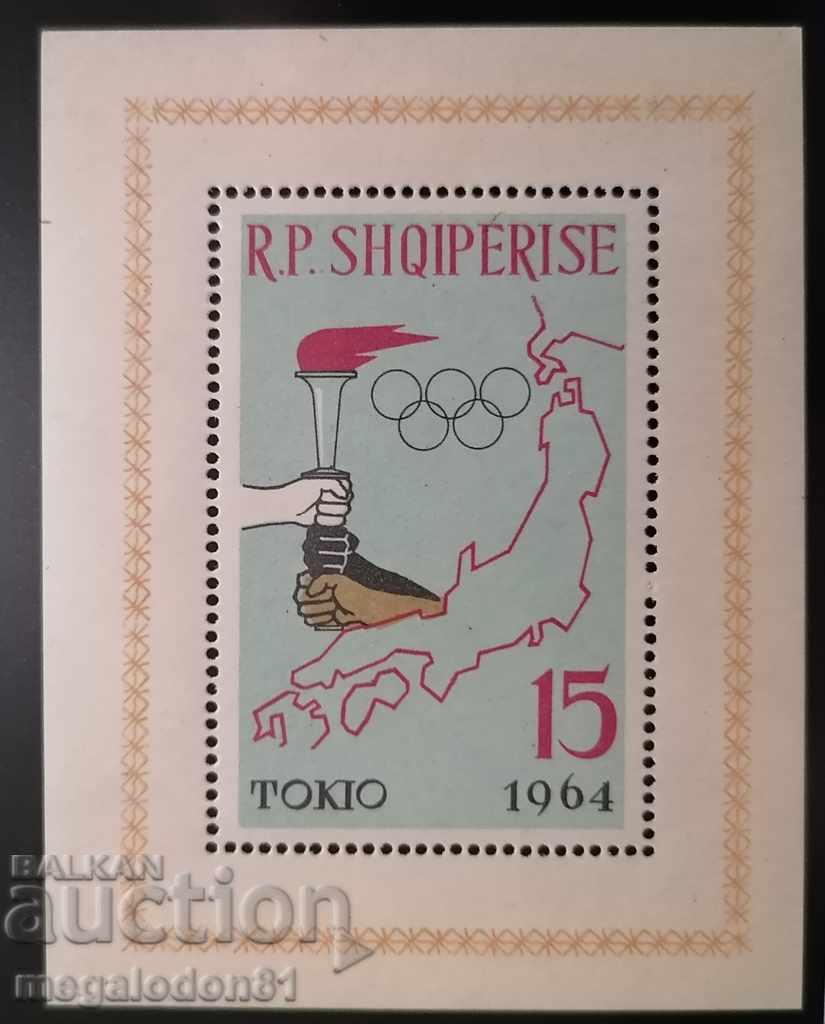 R.P. SHQIPERISE
15
TOKIO 1964
BALKAN
auction
megalodon81